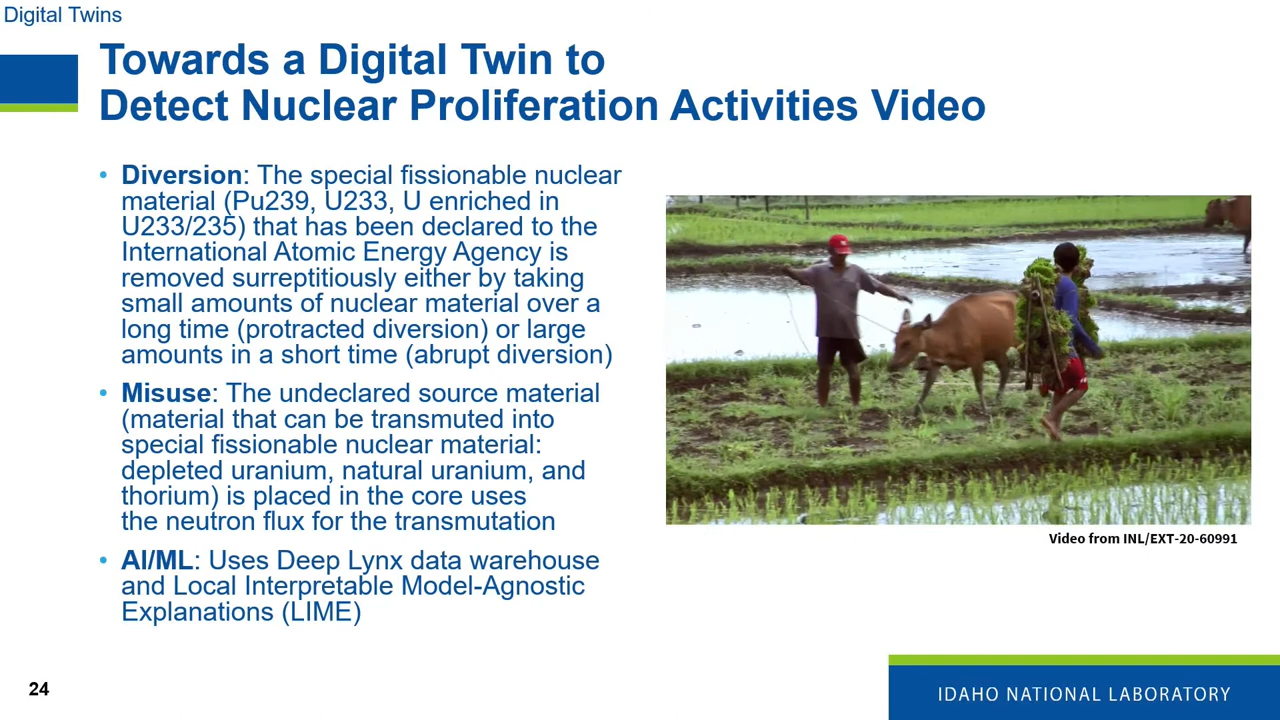 Digital Twins
Towards a Digital Twin to
Detect Nuclear Proliferation Activities Video
• Diversion: The special fissionable nuclear
material (Pu239, U233, U enriched in
U233/235) that has been declared to the
International Atomic Energy Agency is
removed surreptitiously either by taking
small amounts of nuclear material over a
long time (protracted diversion) or large
amounts in a short time (abrupt diversion)
• Misuse: The undeclared source material
(material that can be transmuted into
special fissionable nuclear material:
depleted uranium, natural uranium, and
thorium) is placed in the core uses
the neutron flux for the transmutation
• AI/ML: Uses Deep Lynx data warehouse
and Local Interpretable Model-Agnostic
Explanations (LIME)
Video from INL/EXT-20-60991
24
IDAHO NATIONAL LABORATORY